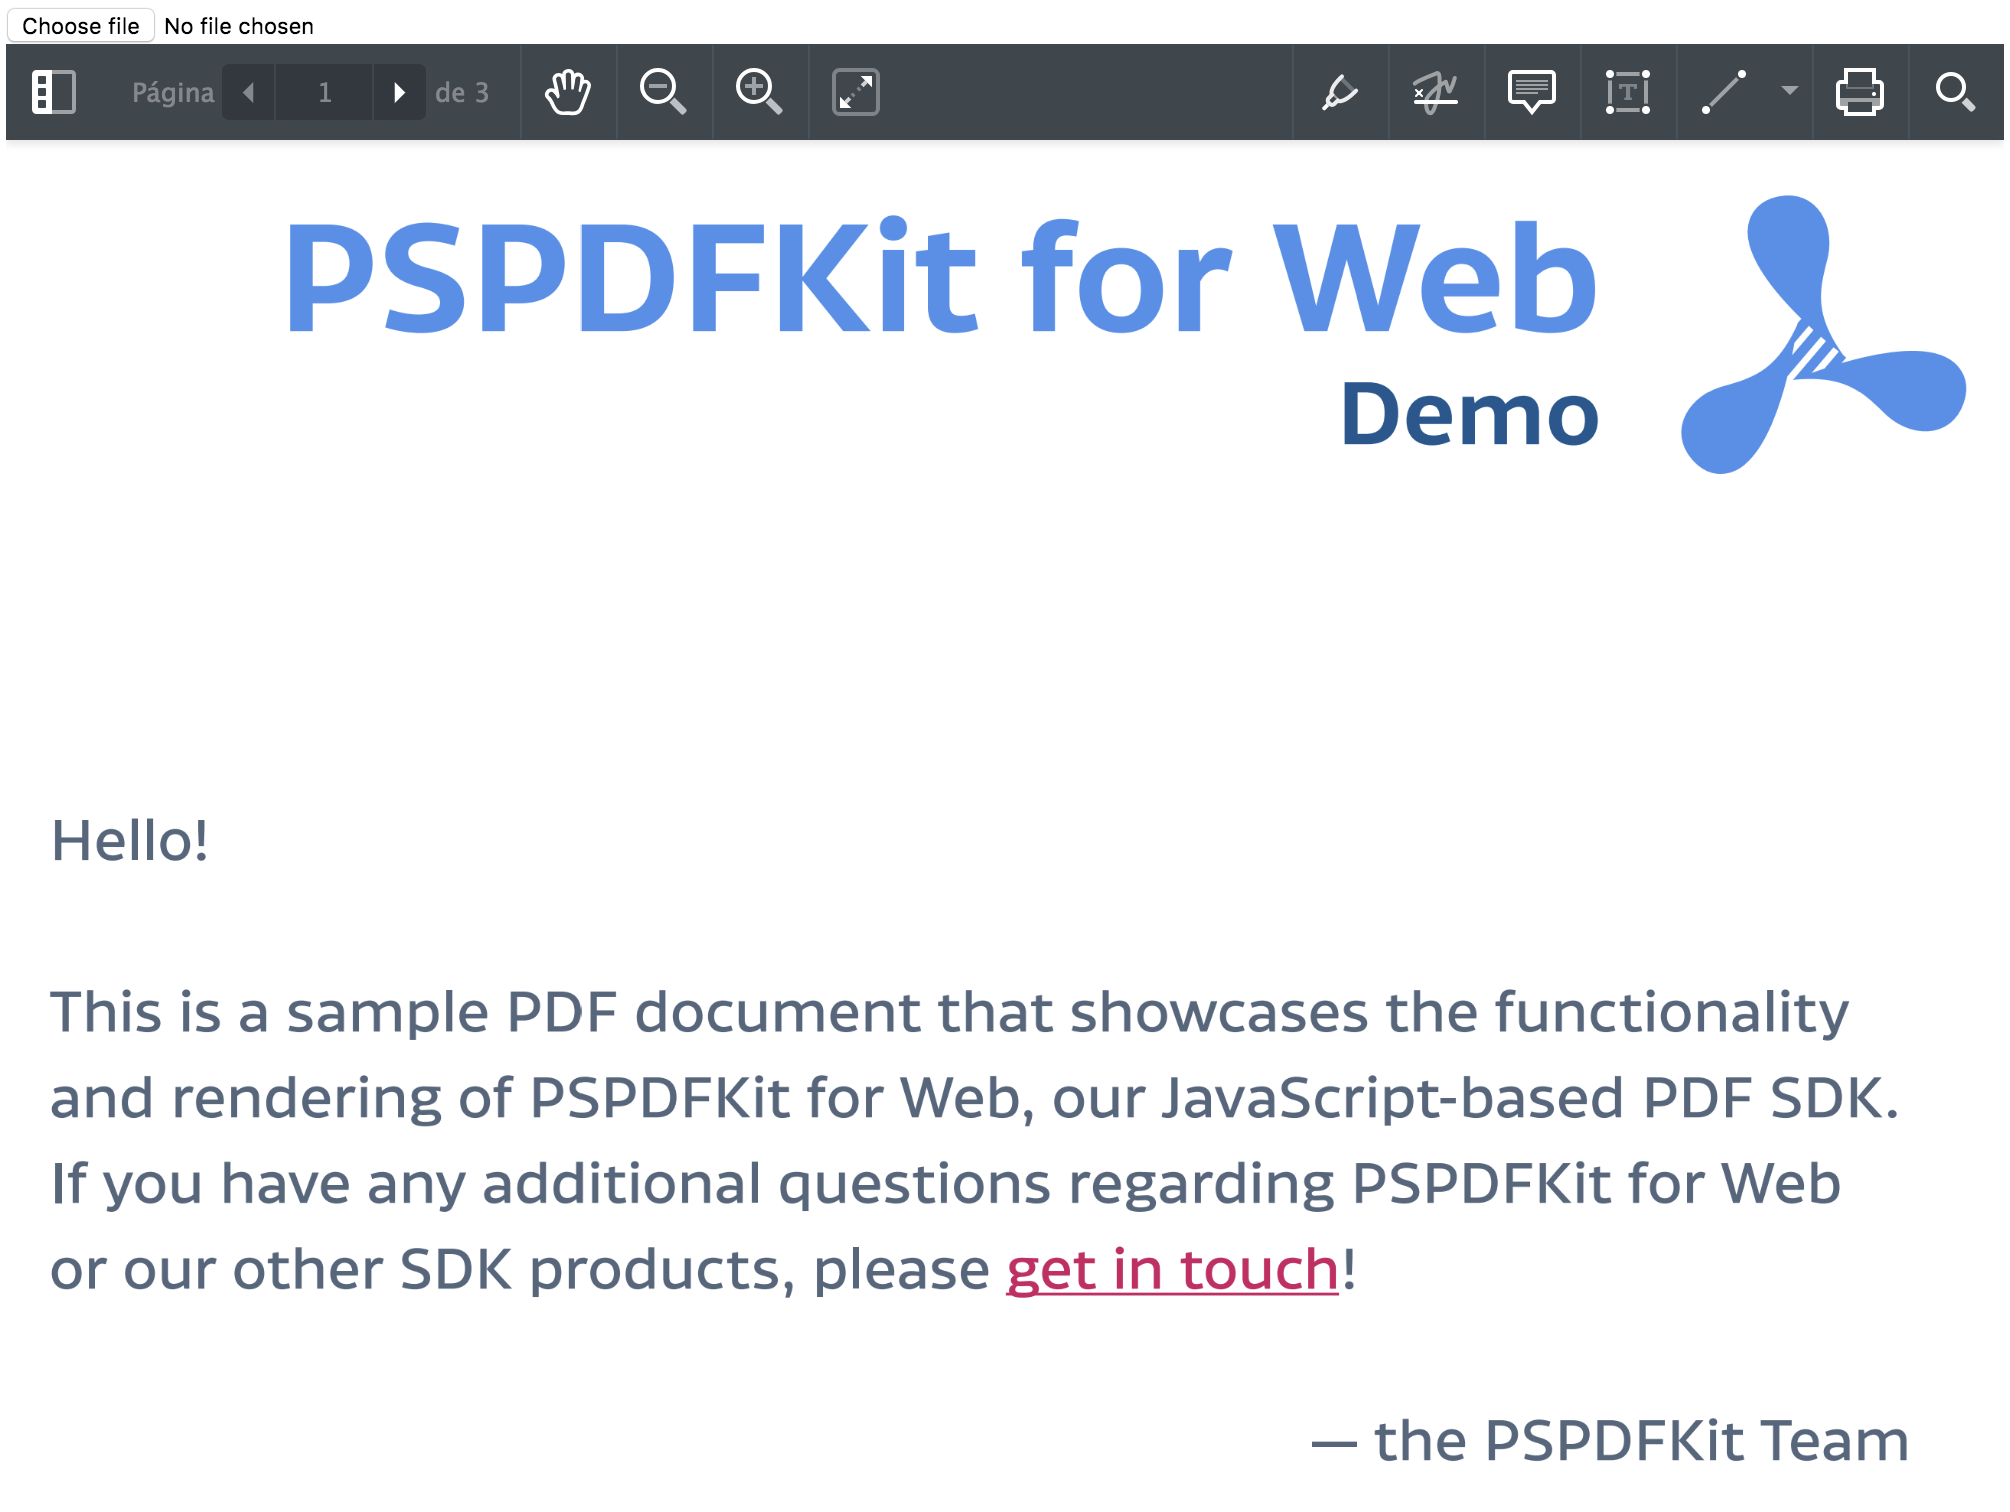 Choose file No file chosen
Página 1 de 3
T
PSPDFKit for Web
Demo
Hello!
This is a sample PDF document that showcases the functionality
and rendering of PSPDFKit for Web, our JavaScript-based PDF SDK.
If you have any additional questions regarding PSPDFKit for Web
or our other SDK products, please get in touch!
— the PSPDFKit Team